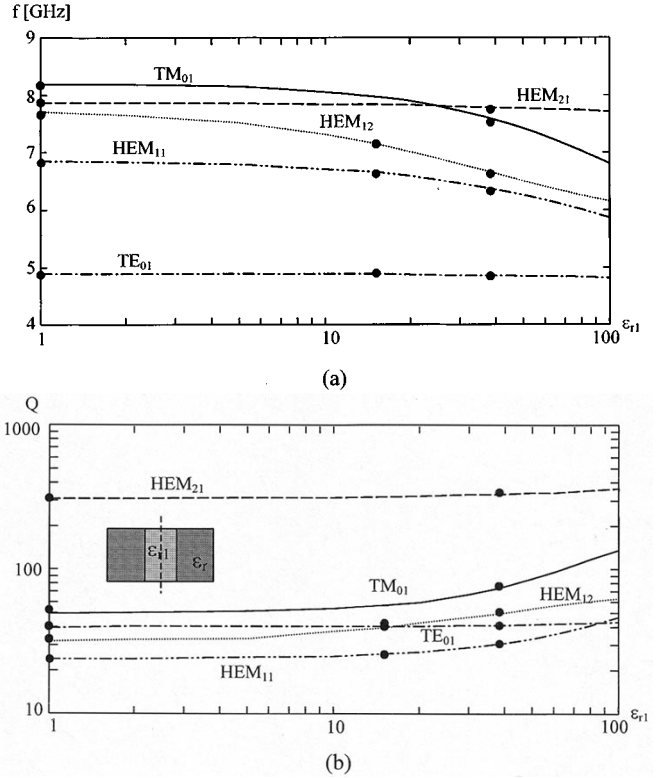 f [GHz]
9
TM01
8
HEM21
HEM12
7
HEM11
6
TE01
5
4
1
10
100
εr1
(a)
Q
1000
HEM21
εr1
εr
100
TM01
HEM12
TE01
HEM11
10
1
10
100
εr1
(b)